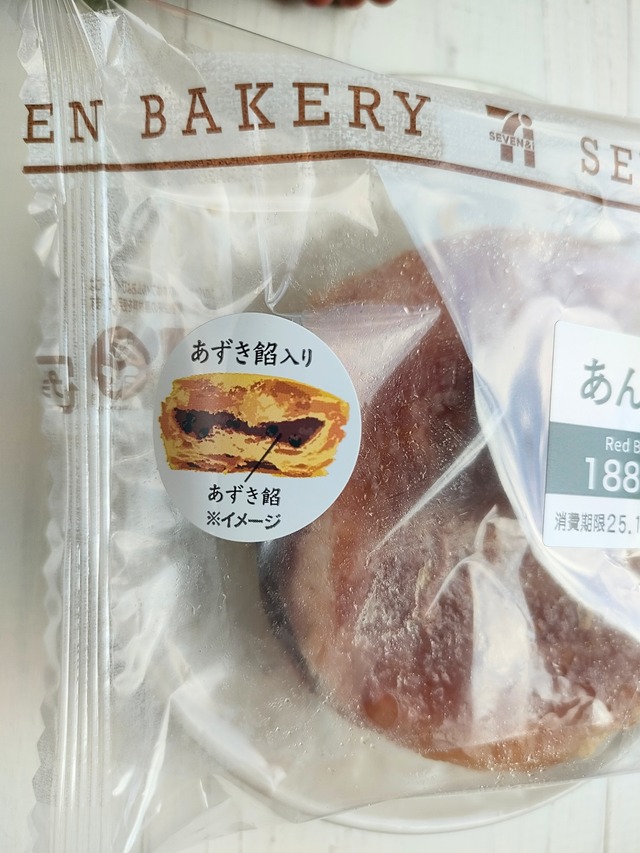 EN BAKERY
SEVEN&i
SE
あずき餡入り
あずき餡
※イメージ
あん
Red B
188
消費期限25.1